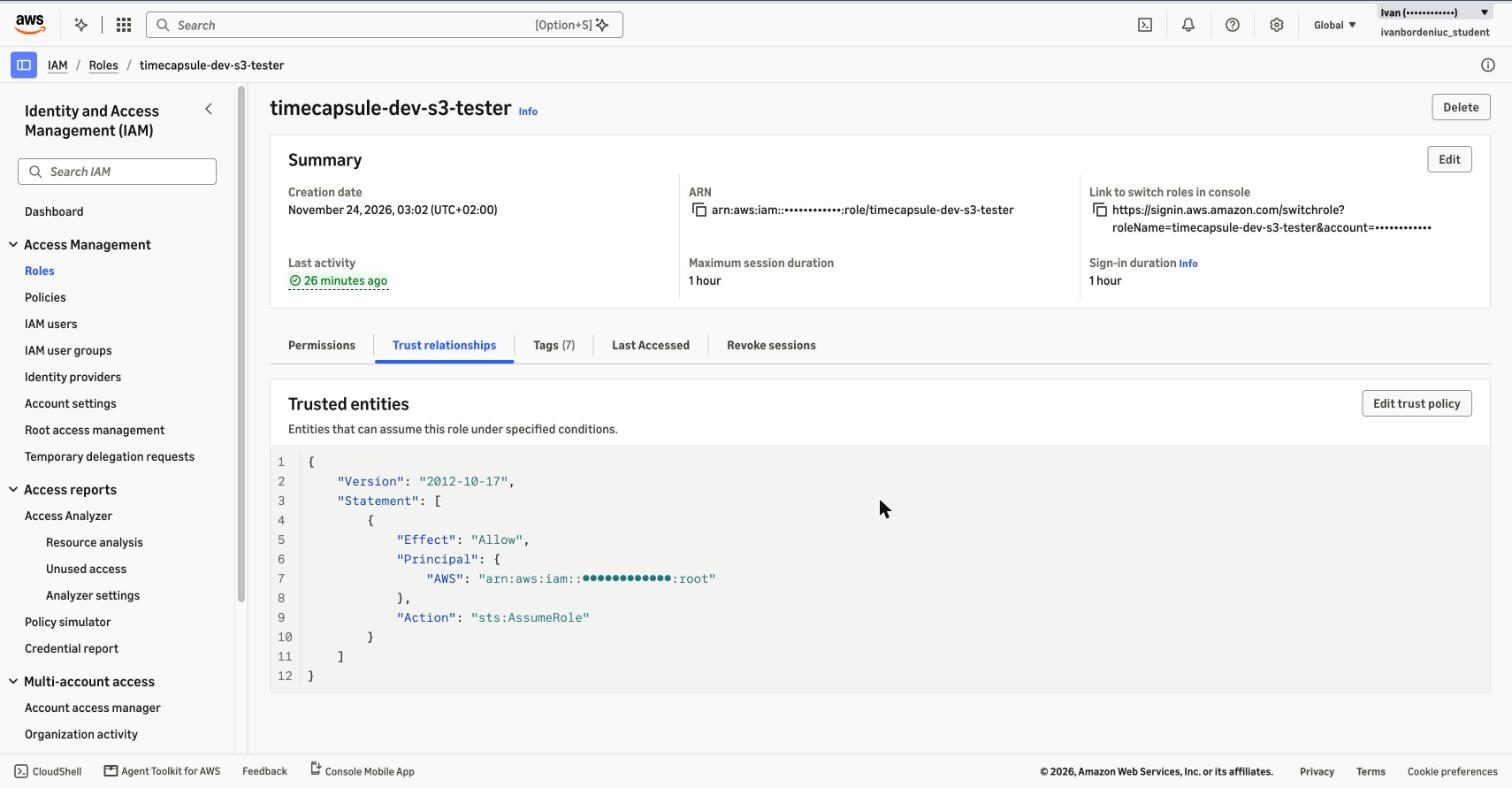 aws
Search
[Option+S]
Global
Ivan (••••••••••••)
ivanbordeniuc_student
IAM / Roles / timecapsule-dev-s3-tester
Identity and Access
Management (IAM)
Search IAM
Dashboard
Access Management
Roles
Policies
IAM users
IAM user groups
Identity providers
Account settings
Root access management
Temporary delegation requests
Access reports
Access Analyzer
Resource analysis
Unused access
Analyzer settings
Policy simulator
Credential report
Multi-account access
Account access manager
Organization activity
timecapsule-dev-s3-tester Info
Delete
Summary
Edit
Creation date
November 24, 2026, 03:02 (UTC+02:00)
ARN
arn:aws:iam::••••••••••••:role/timecapsule-dev-s3-tester
Link to switch roles in console
https://signin.aws.amazon.com/switchrole?
roleName=timecapsule-dev-s3-tester&account=••••••••••••
Last activity
26 minutes ago
Maximum session duration
1 hour
Sign-in duration Info
1 hour
Permissions
Trust relationships
Tags (7)
Last Accessed
Revoke sessions
Trusted entities
Edit trust policy
Entities that can assume this role under specified conditions.
1 {
2     "Version": "2012-10-17",
3     "Statement": [
4         {
5             "Effect": "Allow",
6             "Principal": {
7                 "AWS": "arn:aws:iam::●●●●●●●●●●●●:root"
8             },
9             "Action": "sts:AssumeRole"
10         }
11     ]
12 }
CloudShell
Agent Toolkit for AWS
Feedback
Console Mobile App
© 2026, Amazon Web Services, Inc. or its affiliates.
Privacy
Terms
Cookie preferences